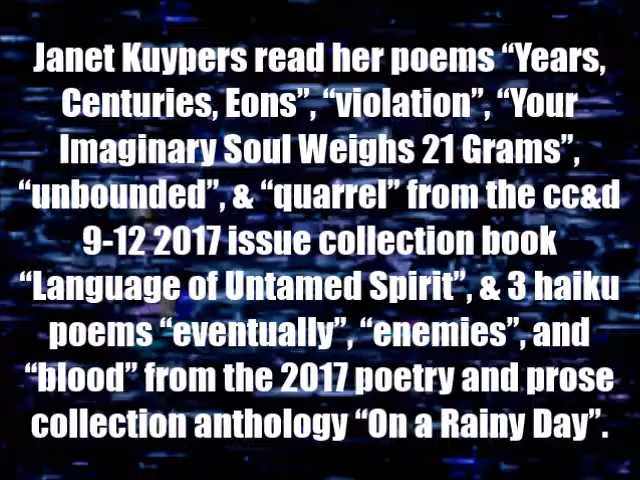 Janet Kuypers read her poems “Years,
Centuries, Eons”, “violation”, “Your
Imaginary Soul Weighs 21 Grams”,
“unbounded”, & “quarrel” from the cc&d
9-12 2017 issue collection book
“Language of Untamed Spirit”, & 3 haiku
poems “eventually”, “enemies”, and
“blood” from the 2017 poetry and prose
collection anthology “On a Rainy Day”.